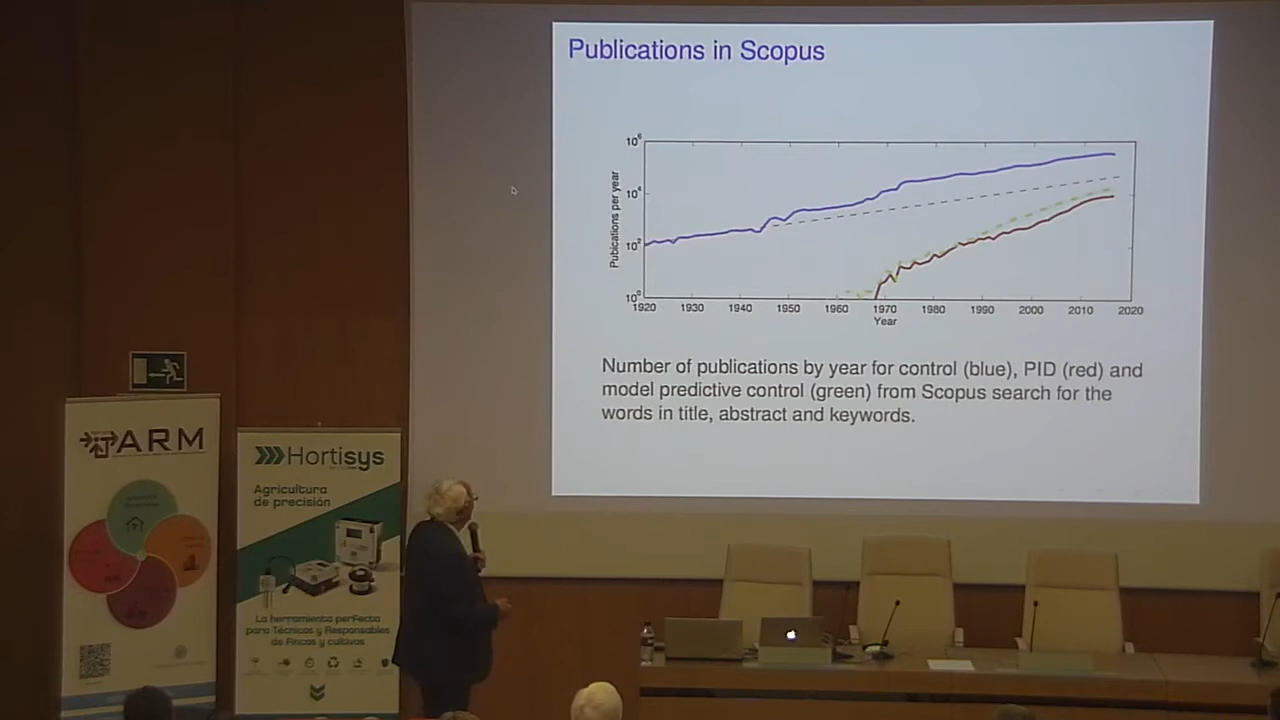 Publications in Scopus
10^6
10^4
10^2
10^0
Publications per year
1920 1930 1940 1950 1960 1970 1980 1990 2000 2010 2020
Year
Number of publications by year for control (blue), PID (red) and
model predictive control (green) from Scopus search for the
words in title, abstract and keywords.
ARM
Hortisys
Agricultura
de precisión
La herramienta perfecta
para Técnicos y Responsables
de Fincas y cultivos